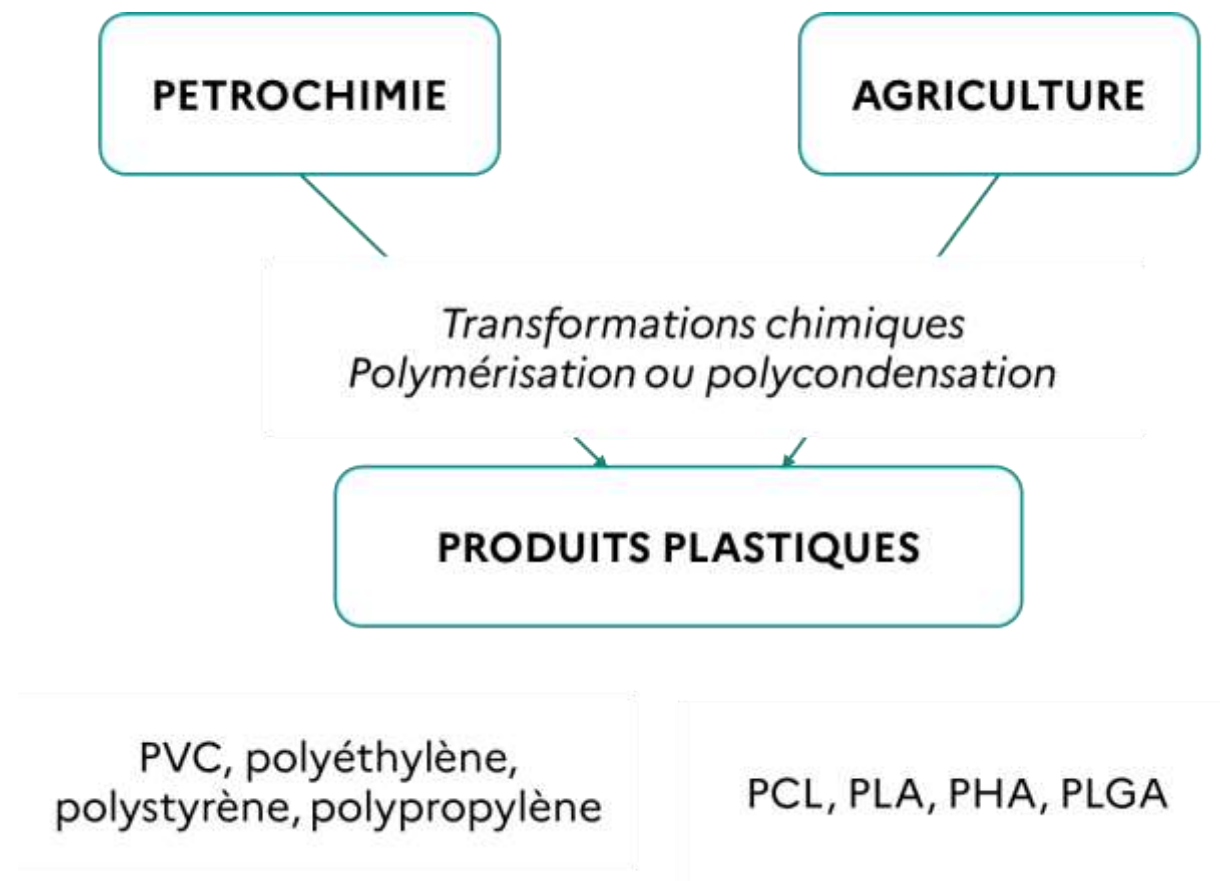 PETROCHIMIE
AGRICULTURE
Transformations chimiques
Polymérisation ou polycondensation
PRODUITS PLASTIQUES
PVC, polyéthylène,
polystyrène, polypropylène
PCL, PLA, PHA, PLGA